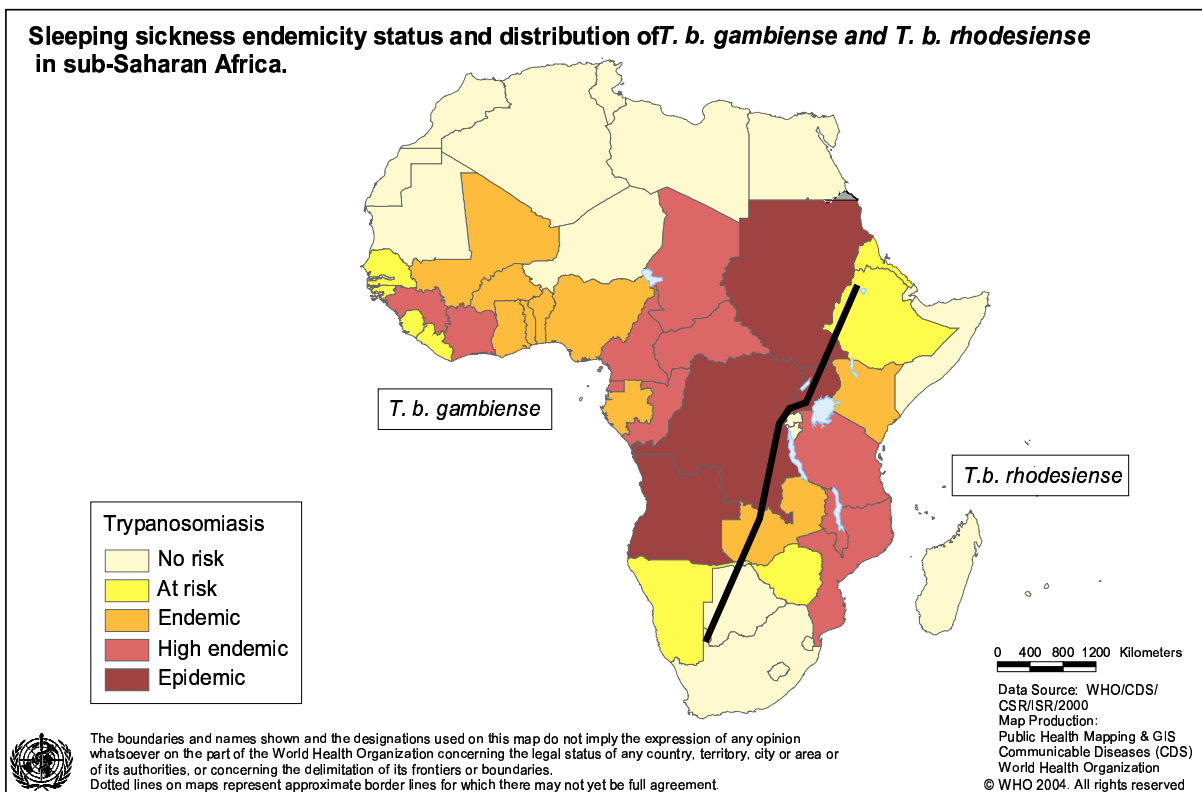 Sleeping sickness endemicity status and distribution of T. b. gambiense and T. b. rhodesiense
in sub-Saharan Africa.
T. b. gambiense
T.b. rhodesiense
Trypanosomiasis
No risk
At risk
Endemic
High endemic
Epidemic
0 400 800 1200 Kilometers
Data Source: WHO/CDS/
CSR/ISR/2000
Map Production:
Public Health Mapping & GIS
Communicable Diseases (CDS)
World Health Organization
© WHO 2004. All rights reserved
The boundaries and names shown and the designations used on this map do not imply the expression of any opinion
whatsoever on the part of the World Health Organization concerning the legal status of any country, territory, city or area or
of its authorities, or concerning the delimitation of its frontiers or boundaries.
Dotted lines on maps represent approximate border lines for which there may not yet be full agreement.